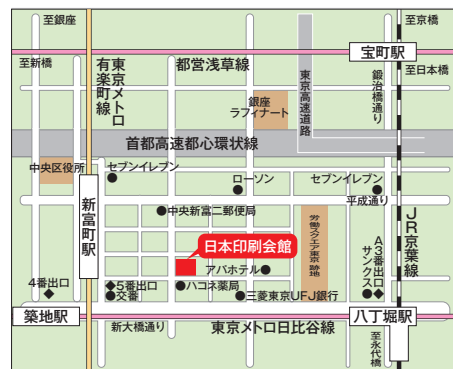 至銀座
至京橋
宝町駅
至新橋
東京メトロ
有楽町線
都営浅草線
東京高速道路
鍛治橋通り
至日本橋
銀座
ラフィナート
首都高速都心環状線
中央区役所
セブンイレブン
ローソン
セブンイレブン
平成通り
新富町駅
●中央新富二郵便局
労働スクエア東京 跡地
JR京葉線
日本印刷会館
アパホテル●
A3番出口
サンクス
4番出口
◆
◆5番出口
●交番
●ハコネ薬局
●三菱東京UFJ銀行
●◆
築地駅
新大橋通り
東京メトロ日比谷線
八丁堀駅
至永代橋